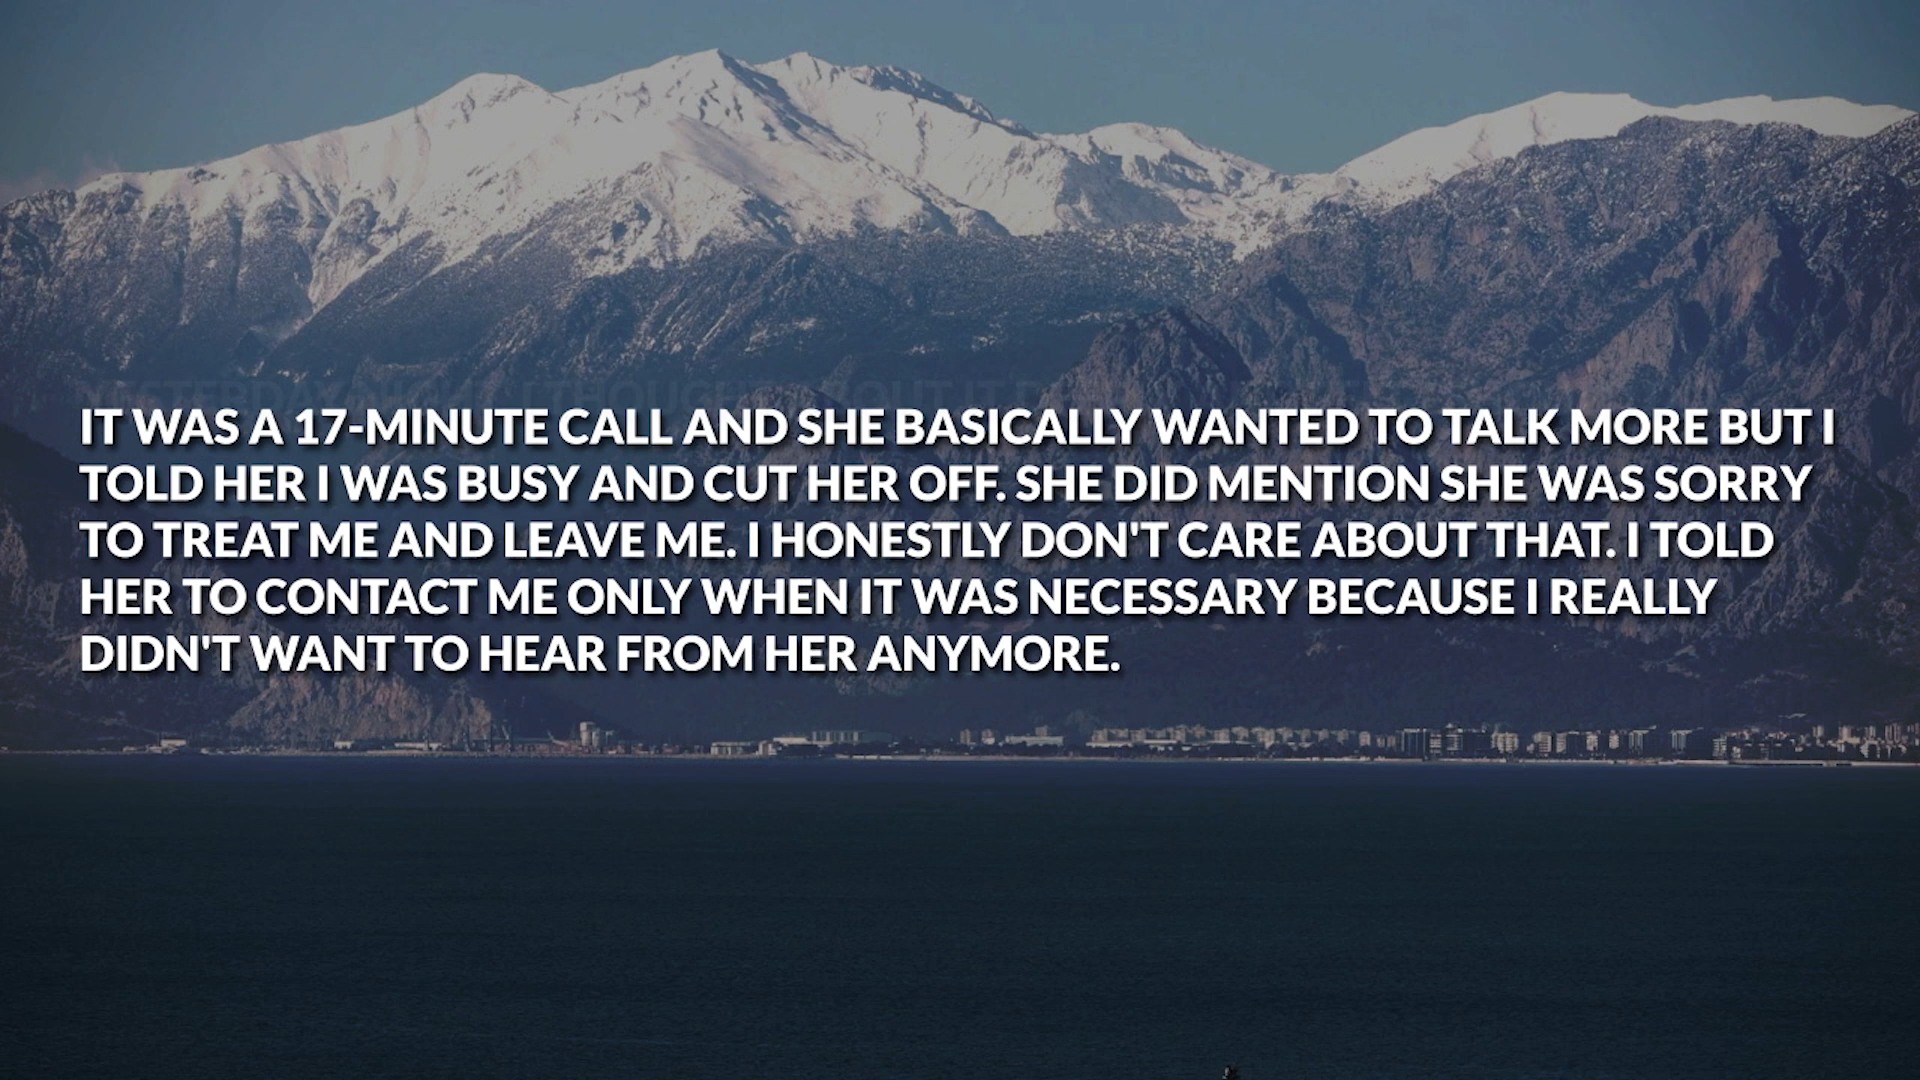 IT WAS A 17-MINUTE CALL AND SHE BASICALLY WANTED TO TALK MORE BUT I
TOLD HER I WAS BUSY AND CUT HER OFF. SHE DID MENTION SHE WAS SORRY
TO TREAT ME AND LEAVE ME. I HONESTLY DON'T CARE ABOUT THAT. I TOLD
HER TO CONTACT ME ONLY WHEN IT WAS NECESSARY BECAUSE I REALLY
DIDN'T WANT TO HEAR FROM HER ANYMORE.